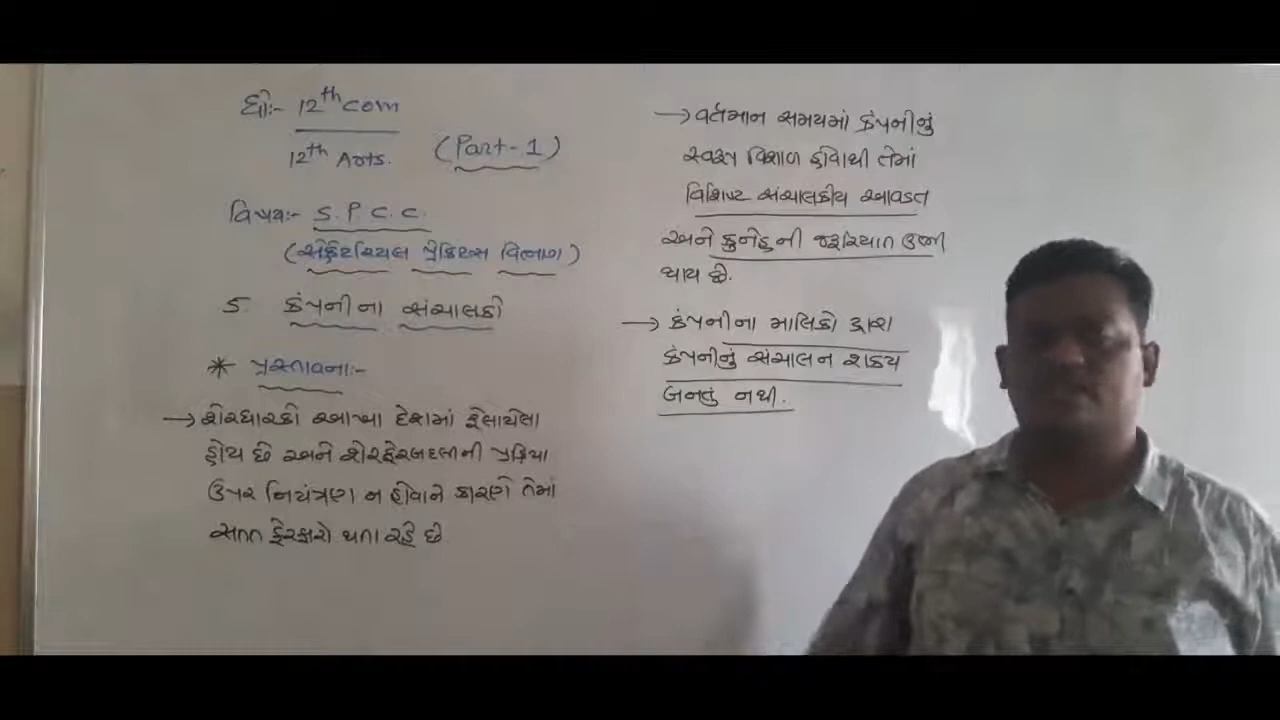 ધો:- 12th com
12th Arts.
(Part-1)
વિષય:- S. P. C. C.
(સેક્રેટરિયલ પ્રેક્ટિસ વિભાગ)
5. કંપનીના સંચાલકો
* પ્રસ્તાવના:-
→ શેરધારકો આખા દેશમાં ફેલાયેલા
હોય છે અને શેરફેરબદલીની પ્રક્રિયા
ઉપર નિયંત્રણ ન હોવાને કારણે તેમાં
સતત ફેરફારો થતા રહે છે.
→ વર્તમાન સમયમાં કંપનીનું
સ્વરૂપ વિશાળ હોવાથી તેમાં
વિશિષ્ટ સંચાલકીય આવડત
અને કુનેહની જરૂરિયાત ઉભી
થાય છે.
→ કંપનીના માલિકો દ્વારા
કંપનીનું સંચાલન શક્ય
બનતું નથી.